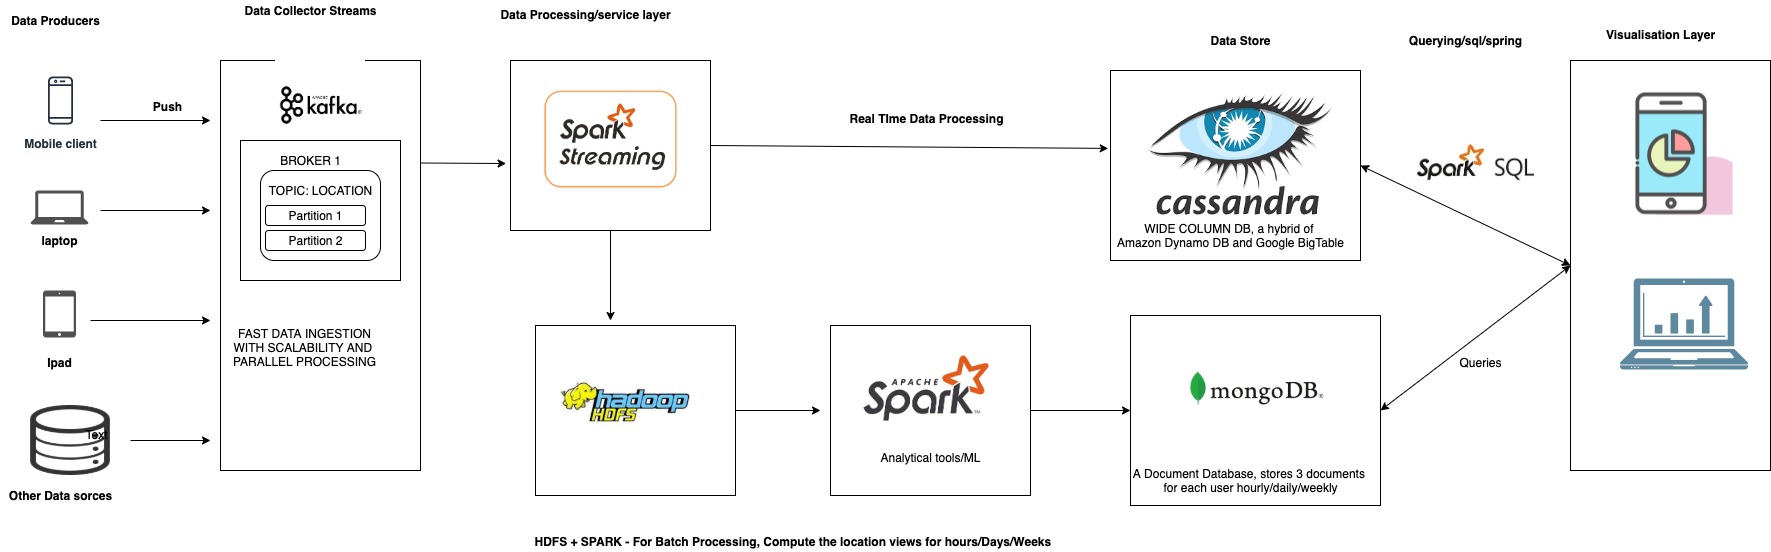 Data Producers
Data Collector Streams
Data Processing/service layer
Data Store
Querying/sql/spring
Visualisation Layer
Mobile client
Push
laptop
Ipad
Text
Other Data sorces
APACHE
kafka®
BROKER 1
TOPIC: LOCATION
Partition 1
Partition 2
FAST DATA INGESTION
WITH SCALABILITY AND
PARALLEL PROCESSING
Spark
Streaming
Real TIme Data Processing
cassandra
WIDE COLUMN DB, a hybrid of
Amazon Dynamo DB and Google BigTable
Spark SQL
hadoop
HDFS
APACHE
Spark™
Analytical tools/ML
mongoDB®
A Document Database, stores 3 documents
for each user hourly/daily/weekly
Queries
HDFS + SPARK - For Batch Processing, Compute the location views for hours/Days/Weeks